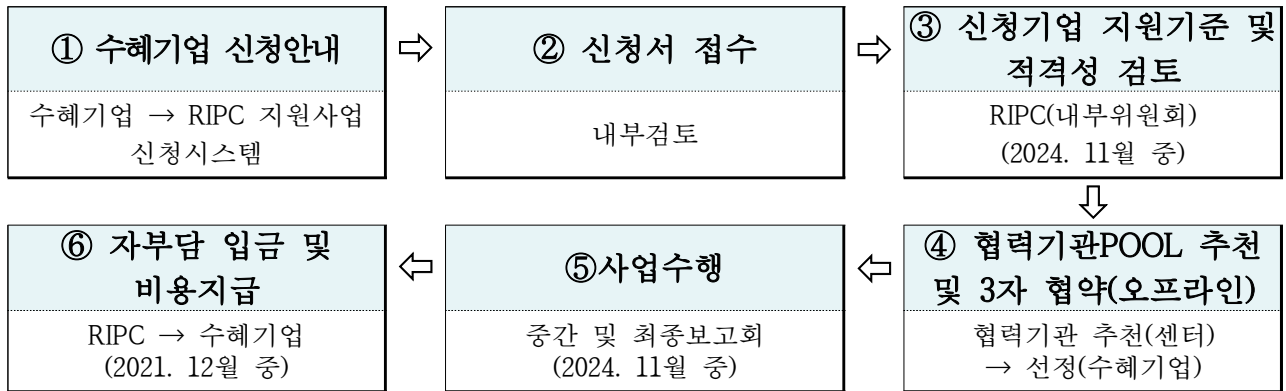 ① 수혜기업 신청안내
수혜기업 → RIPC 지원사업
신청시스템
⇨
② 신청서 접수
내부검토
⇨
③ 신청기업 지원기준 및
적격성 검토
RIPC(내부위원회)
(2024. 11월 중)
⇩
④ 협력기관POOL 추천
및 3자 협약(오프라인)
협력기관 추천(센터)
→ 선정(수혜기업)
⇦
⑤사업수행
중간 및 최종보고회
(2024. 11월 중)
⇦
⑥ 자부담 입금 및
비용지급
RIPC → 수혜기업
(2021. 12월 중)